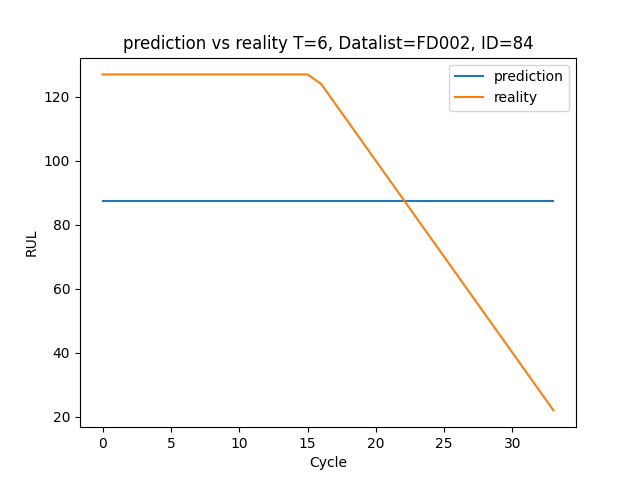 prediction vs reality T=6, Datalist=FD002, ID=84
prediction
reality
RUL
120
100
80
60
40
20
0 5 10 15 20 25 30
Cycle